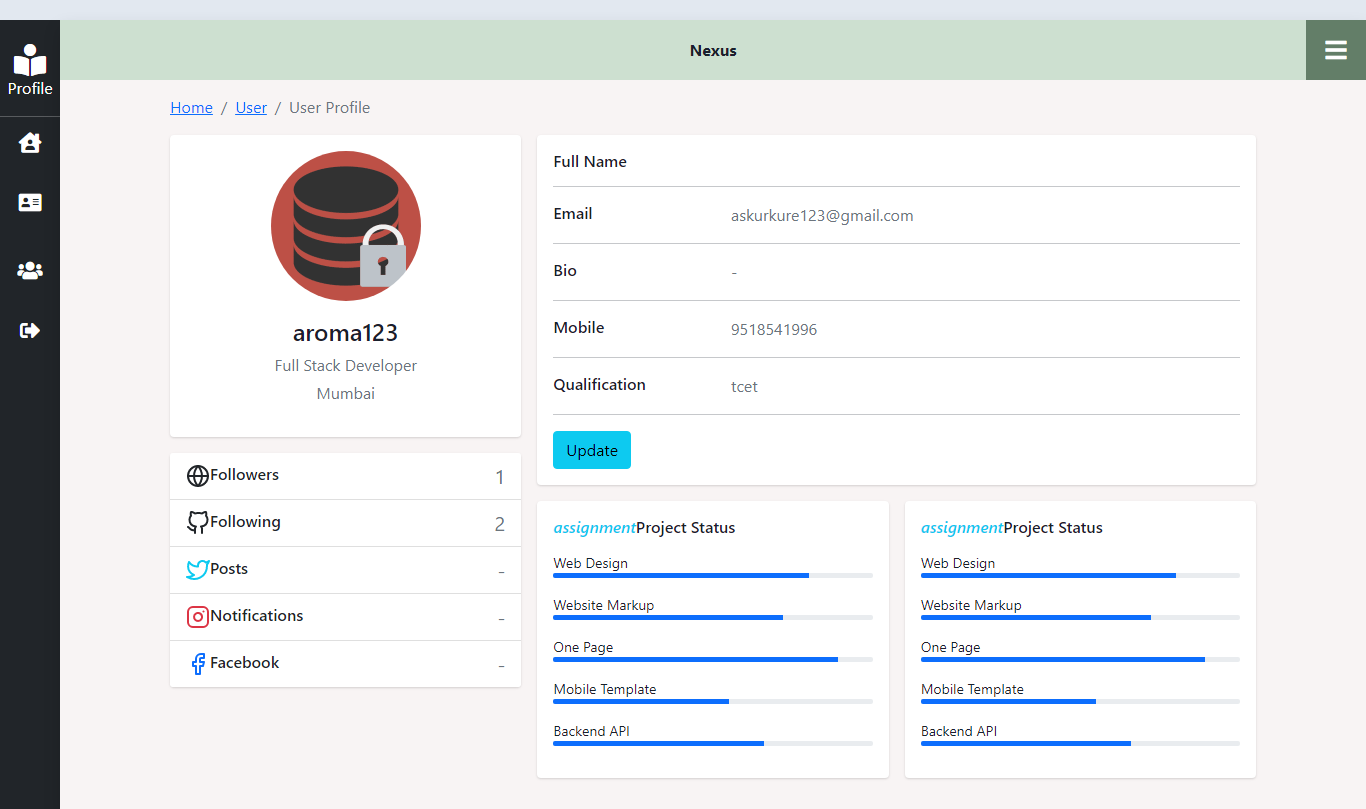 Nexus
Profile
Home / User / User Profile
aroma123
Full Stack Developer
Mumbai
Followers 1
Following 2
Posts -
Notifications -
Facebook -
Full Name
Email askurkure123@gmail.com
Bio -
Mobile 9518541996
Qualification tcet
Update
assignmentProject Status
Web Design
Website Markup
One Page
Mobile Template
Backend API
assignmentProject Status
Web Design
Website Markup
One Page
Mobile Template
Backend API